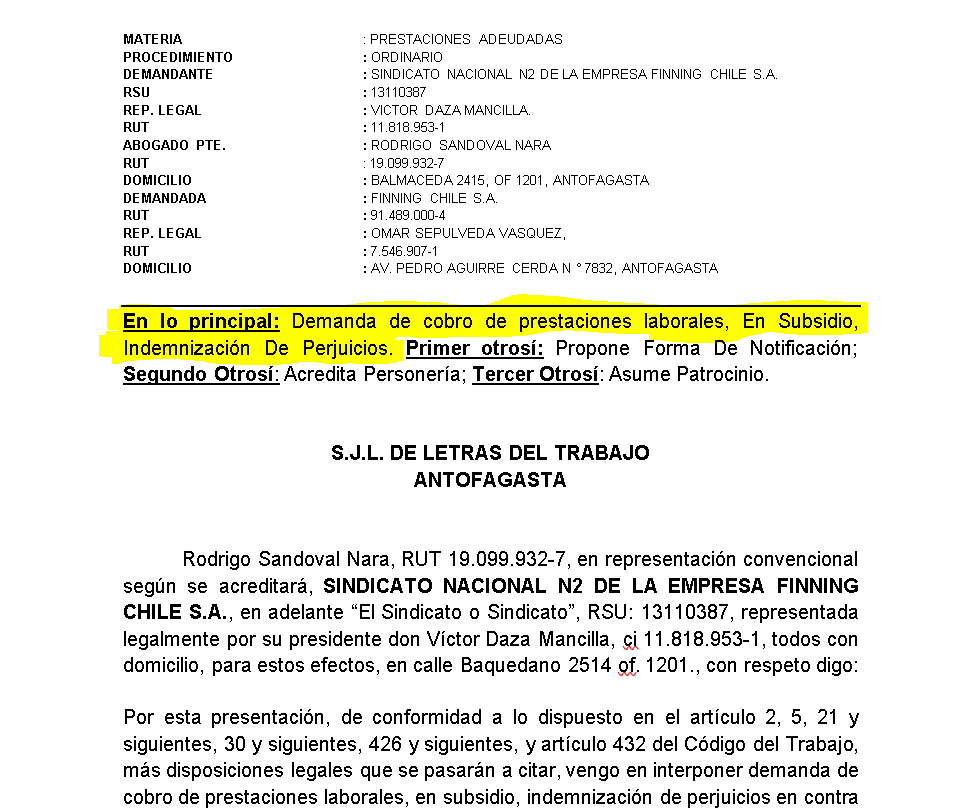 MATERIA : PRESTACIONES ADEUDADAS
PROCEDIMIENTO : ORDINARIO
DEMANDANTE : SINDICATO NACIONAL N2 DE LA EMPRESA FINNING CHILE S.A.
RSU : 13110387
REP. LEGAL : VICTOR DAZA MANCILLA.
RUT : 11.818.953-1
ABOGADO PTE. : RODRIGO SANDOVAL NARA
RUT : 19.099.932-7
DOMICILIO : BALMACEDA 2415, OF 1201, ANTOFAGASTA
DEMANDADA : FINNING CHILE S.A.
RUT : 91.489.000-4
REP. LEGAL : OMAR SEPULVEDA VASQUEZ,
RUT : 7.546.907-1
DOMICILIO : AV. PEDRO AGUIRRE CERDA N °7832, ANTOFAGASTA
En lo principal: Demanda de cobro de prestaciones laborales, En Subsidio,
Indemnización De Perjuicios. Primer otrosí: Propone Forma De Notificación;
Segundo Otrosí: Acredita Personería; Tercer Otrosí: Asume Patrocinio.
S.J.L. DE LETRAS DEL TRABAJO
ANTOFAGASTA
Rodrigo Sandoval Nara, RUT 19.099.932-7, en representación convencional
según se acreditará, SINDICATO NACIONAL N2 DE LA EMPRESA FINNING
CHILE S.A., en adelante “El Sindicato o Sindicato”, RSU: 13110387, representada
legalmente por su presidente don Víctor Daza Mancilla, ci 11.818.953-1, todos con
domicilio, para estos efectos, en calle Baquedano 2514 of. 1201., con respeto digo:
Por esta presentación, de conformidad a lo dispuesto en el artículo 2, 5, 21 y
siguientes, 30 y siguientes, 426 y siguientes, y artículo 432 del Código del Trabajo,
más disposiciones legales que se pasarán a citar, vengo en interponer demanda de
cobro de prestaciones laborales, en subsidio, indemnización de perjuicios en contra